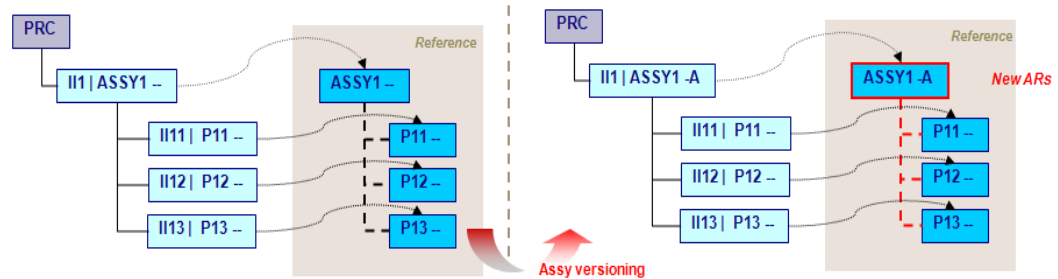 PRC
Reference
II1 | ASSY1 --
ASSY1 --
II11 | P11 --
P11 --
II12 | P12 --
P12 --
II13 | P13 --
P13 --
Assy versioning
PRC
Reference
II1 | ASSY1 -A
ASSY1 -A
New ARs
II11 | P11 --
P11 --
II12 | P12 --
P12 --
II13 | P13 --
P13 --